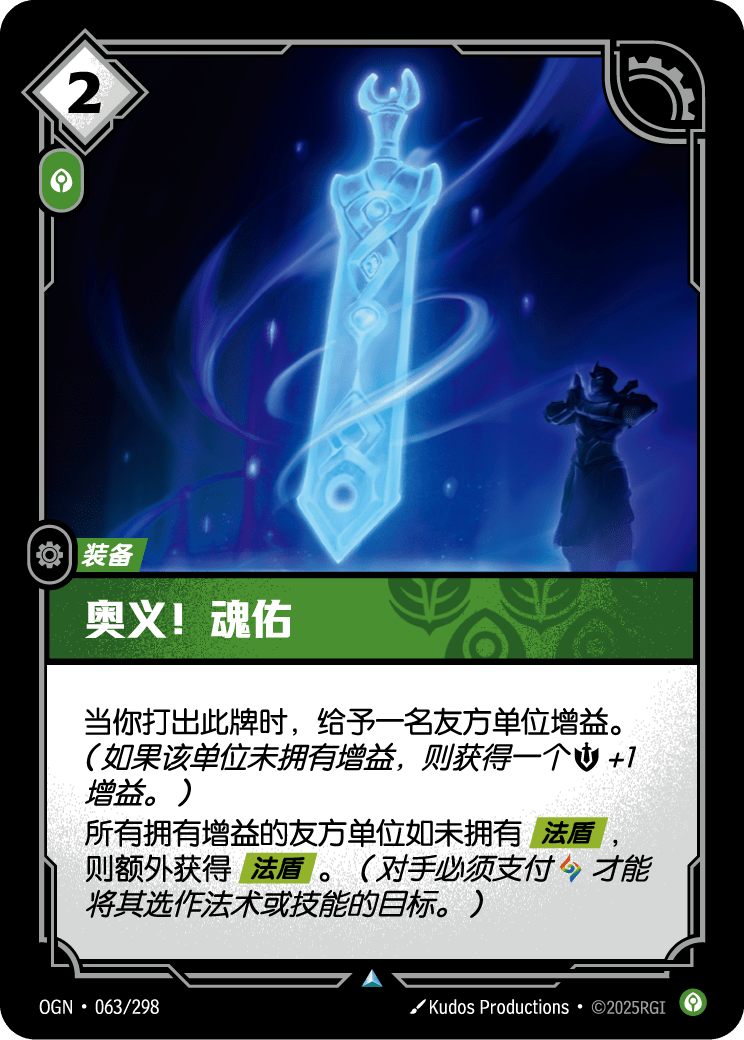 2
装备
奥义！魂佑
当你打出此牌时，给予一名友方单位增益。
（如果该单位未拥有增益，则获得一个 +1
增益。）
所有拥有增益的友方单位如未拥有 法盾 ，
则额外获得 法盾 。（对手必须支付 才能
将其选作法术或技能的目标。）
OGN • 063/298 Kudos Productions • ©2025RGI